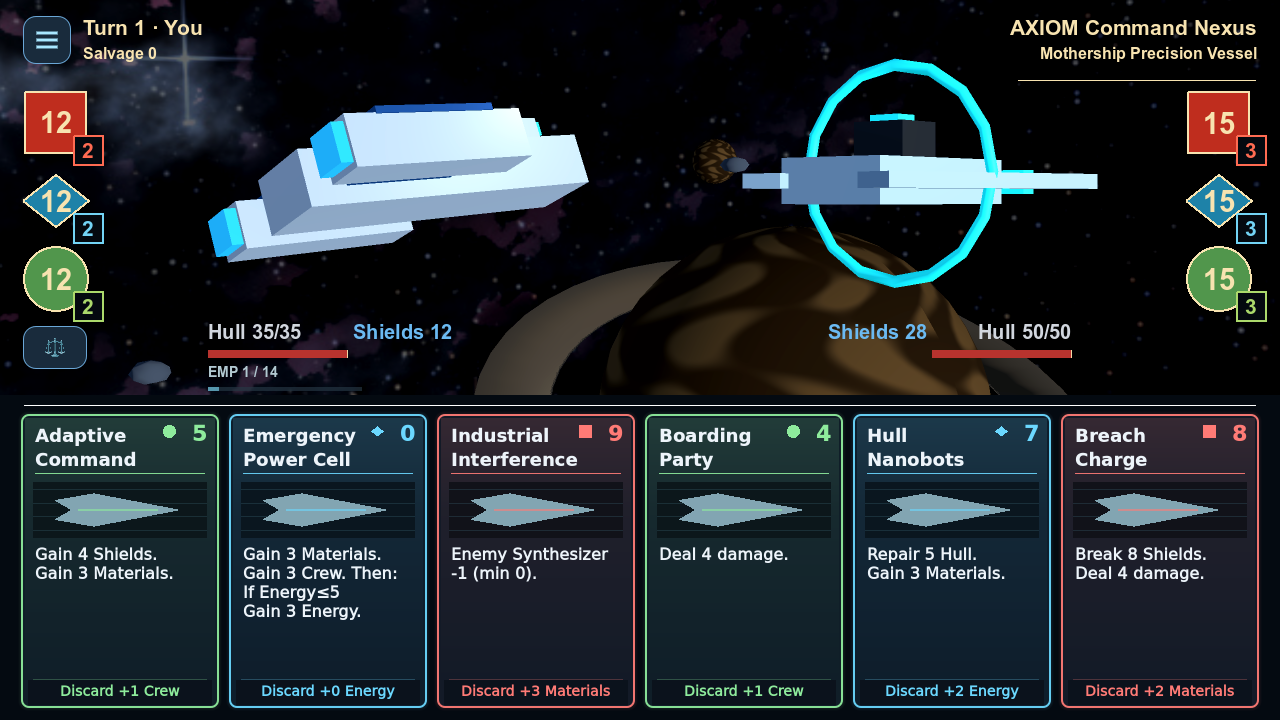 Turn 1 · You
Salvage 0
AXIOM Command Nexus
Mothership Precision Vessel
12
2
12
2
12
2
15
3
15
3
15
3
Hull 35/35
Shields 12
EMP 1 / 14
Shields 28
Hull 50/50
Adaptive Command
5
Gain 4 Shields.
Gain 3 Materials.
Discard +1 Crew
Emergency Power Cell
0
Gain 3 Materials.
Gain 3 Crew. Then:
If Energy≤5
Gain 3 Energy.
Discard +0 Energy
Industrial Interference
9
Enemy Synthesizer
-1 (min 0).
Discard +3 Materials
Boarding Party
4
Deal 4 damage.
Discard +1 Crew
Hull Nanobots
7
Repair 5 Hull.
Gain 3 Materials.
Discard +2 Energy
Breach Charge
8
Break 8 Shields.
Deal 4 damage.
Discard +2 Materials